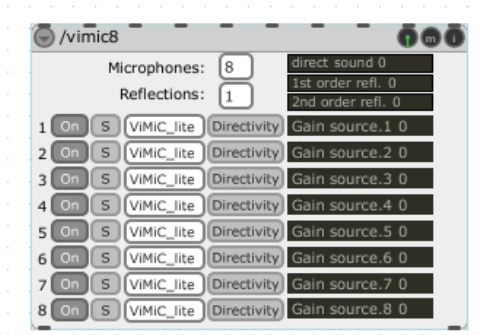 /vimic8 m i
Microphones: 8 direct sound 0
1st order refl. 0
Reflections: 1 2nd order refl. 0
1 On S ViMiC_lite Directivity Gain source.1 0
2 On S ViMiC_lite Directivity Gain source.2 0
3 On S ViMiC_lite Directivity Gain source.3 0
4 On S ViMiC_lite Directivity Gain source.4 0
5 On S ViMiC_lite Directivity Gain source.5 0
6 On S ViMiC_lite Directivity Gain source.6 0
7 On S ViMiC_lite Directivity Gain source.7 0
8 On S ViMiC_lite Directivity Gain source.8 0